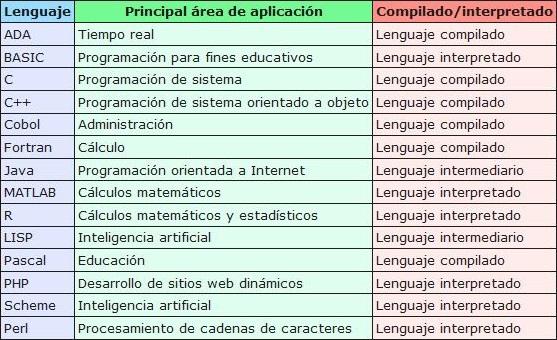 Lenguaje Principal área de aplicación Compilado/interpretado
ADA Tiempo real Lenguaje compilado
BASIC Programación para fines educativos Lenguaje interpretado
C Programación de sistema Lenguaje compilado
C++ Programación de sistema orientado a objeto Lenguaje compilado
Cobol Administración Lenguaje compilado
Fortran Cálculo Lenguaje compilado
Java Programación orientada a Internet Lenguaje intermediario
MATLAB Cálculos matemáticos Lenguaje interpretado
R Cálculos matemáticos y estadísticos Lenguaje interpretado
LISP Inteligencia artificial Lenguaje intermediario
Pascal Educación Lenguaje compilado
PHP Desarrollo de sitios web dinámicos Lenguaje interpretado
Scheme Inteligencia artificial Lenguaje interpretado
Perl Procesamiento de cadenas de caracteres Lenguaje interpretado